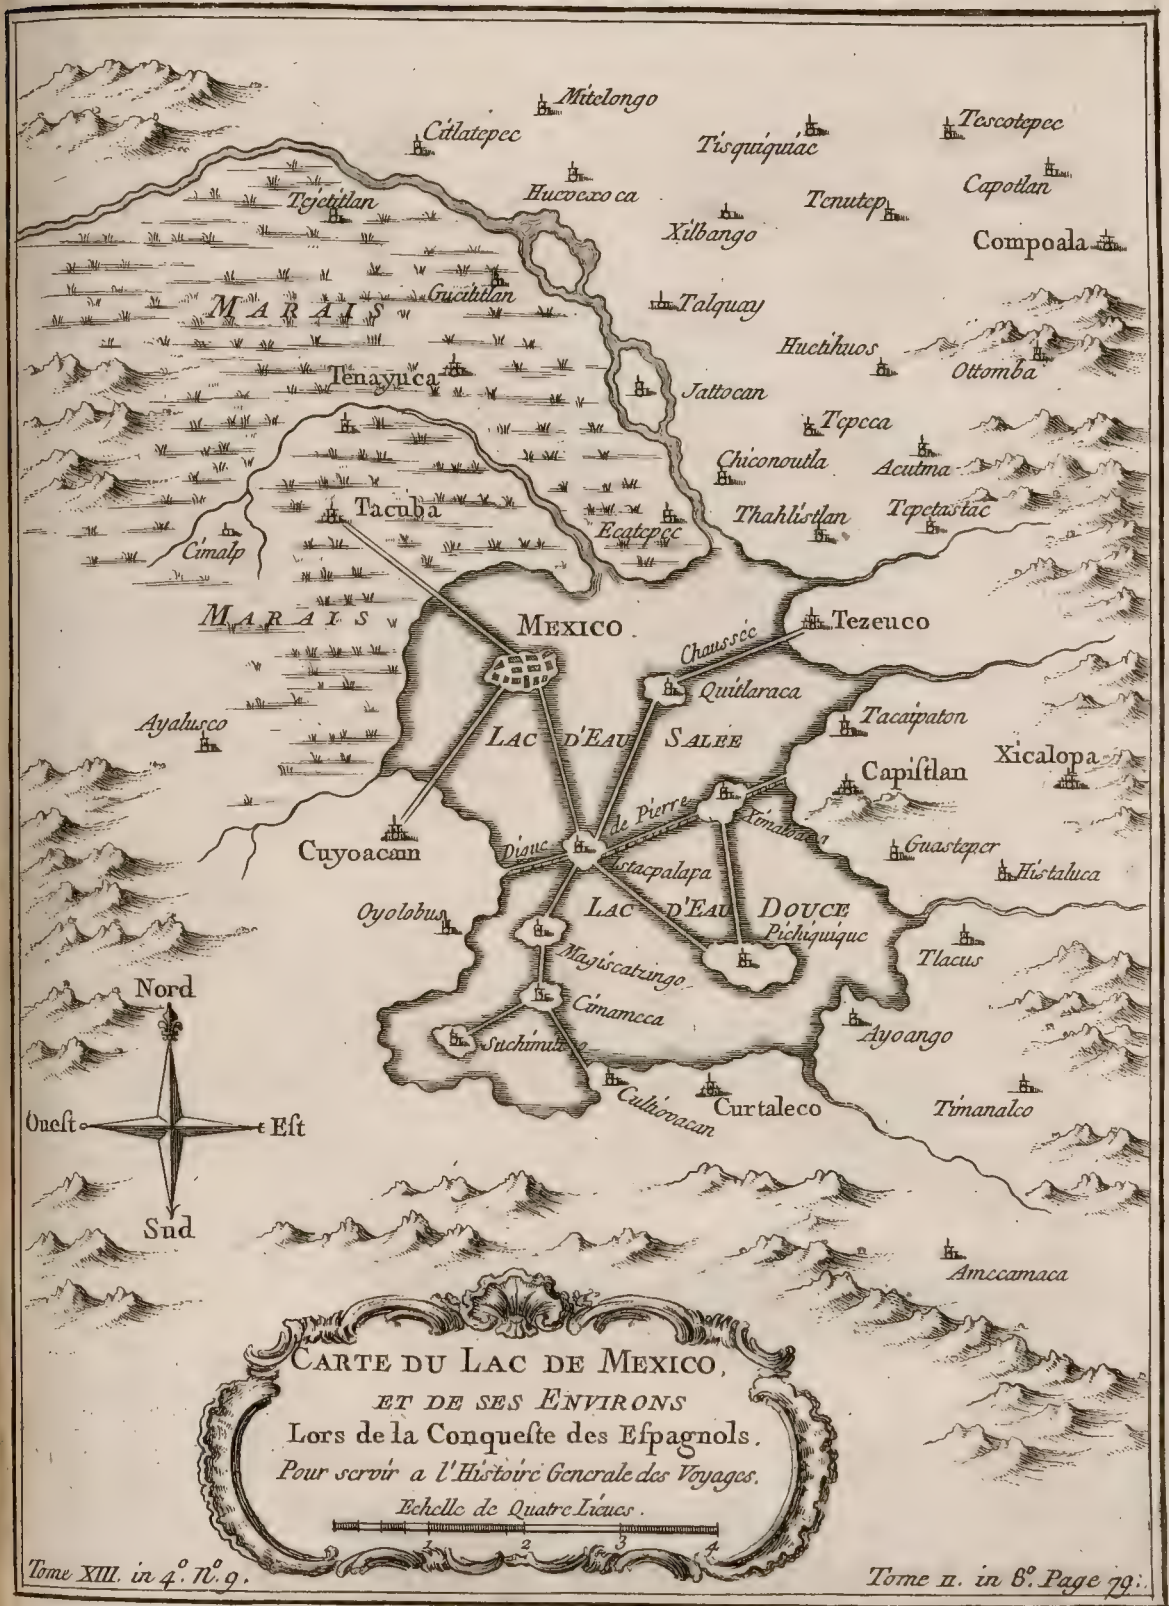 Mitelongo
Citlatepec
Tisquiquiac
Tescotepec
Huevexoca
Capotlan
Tejetitlan
Tenutep
Xilbango
Compoala
Gucititlan
MARAIS
Talquay
Huctihuos
Ottomba
Tenayuca
Jattocan
Tepeca
Chiconoutla
Acutma
Tacuba
Thahlistlan
Tepetastac
Ecatepec
Cimalp
MARAIS
MEXICO.
Tezeuco
Chaussée
Quitlaraca
Ayalusco
Tacaipaton
LAC D'EAU SALÉE
Xicalopa
Capiſtlan
Digue de Pierre
Cuyoacan
Guasteper
Istacpalapa
Histaluca
Oyolobus
LAC D'EAU DOUCE
Pichiquique
Tlacus
Magiscatzingo
Nord
Cimameca
Ayoango
Oueſt
Eſt
Cultiovacan
Curtaleco
Timanalco
Sud
Ameccamaca
CARTE DU LAC DE MEXICO,
ET DE SES ENVIRONS
Lors de la Conqueſte des Eſpagnols.
Pour servir a l'Histoire Generale des Voyages.
Echelle de Quatre Lieues.
1 2 3 4
Tome XIII. in 4°. N°. 9.
Tome II. in 8°. Page 79.